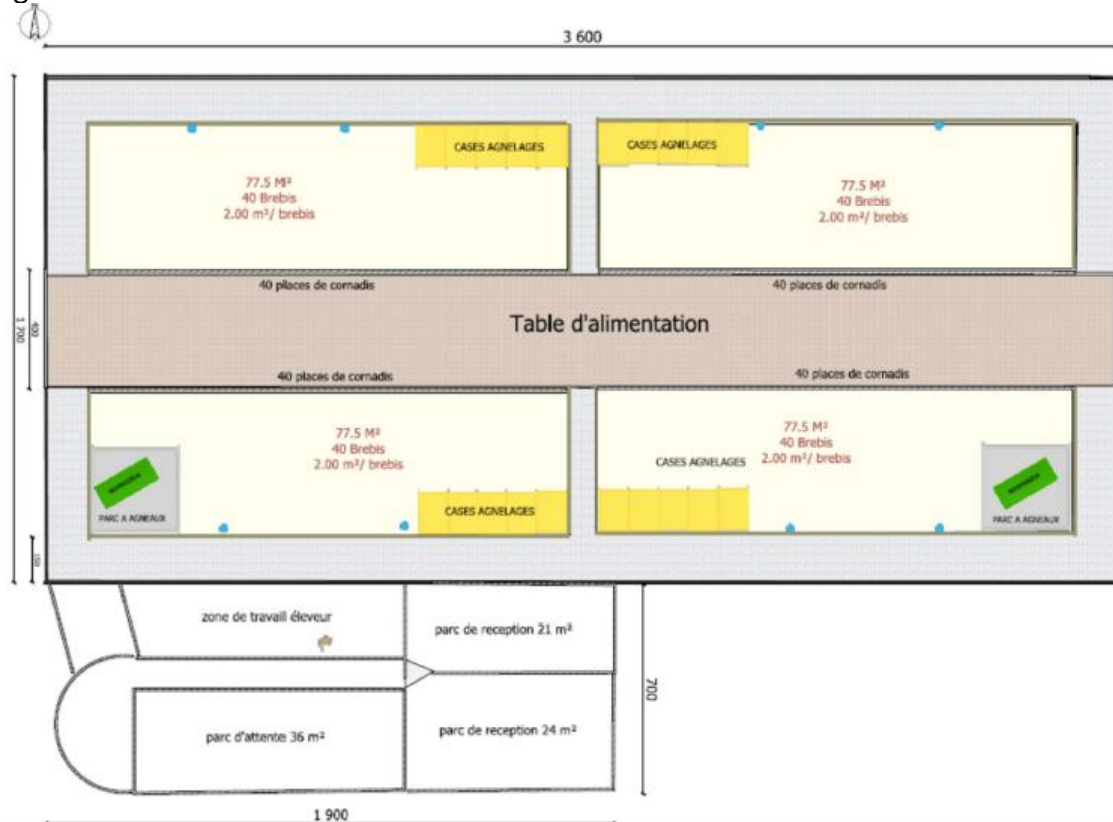 3 600
CASES AGNELAGES
CASES AGNELAGES
77.5 M²
40 Brebis
2.00 m²/ brebis
77.5 M²
40 Brebis
2.00 m²/ brebis
40 places de cornadis
40 places de cornadis
1 700
400
Table d'alimentation
40 places de cornadis
40 places de cornadis
77.5 M²
40 Brebis
2.00 m²/ brebis
77.5 M²
40 Brebis
2.00 m²/ brebis
CASES AGNELAGES
CASES AGNELAGES
PARC A AGNEAUX
PARC A AGNEAUX
150
zone de travail éleveur
parc de reception 21 m²
700
parc d'attente 36 m²
parc de reception 24 m²
1 900